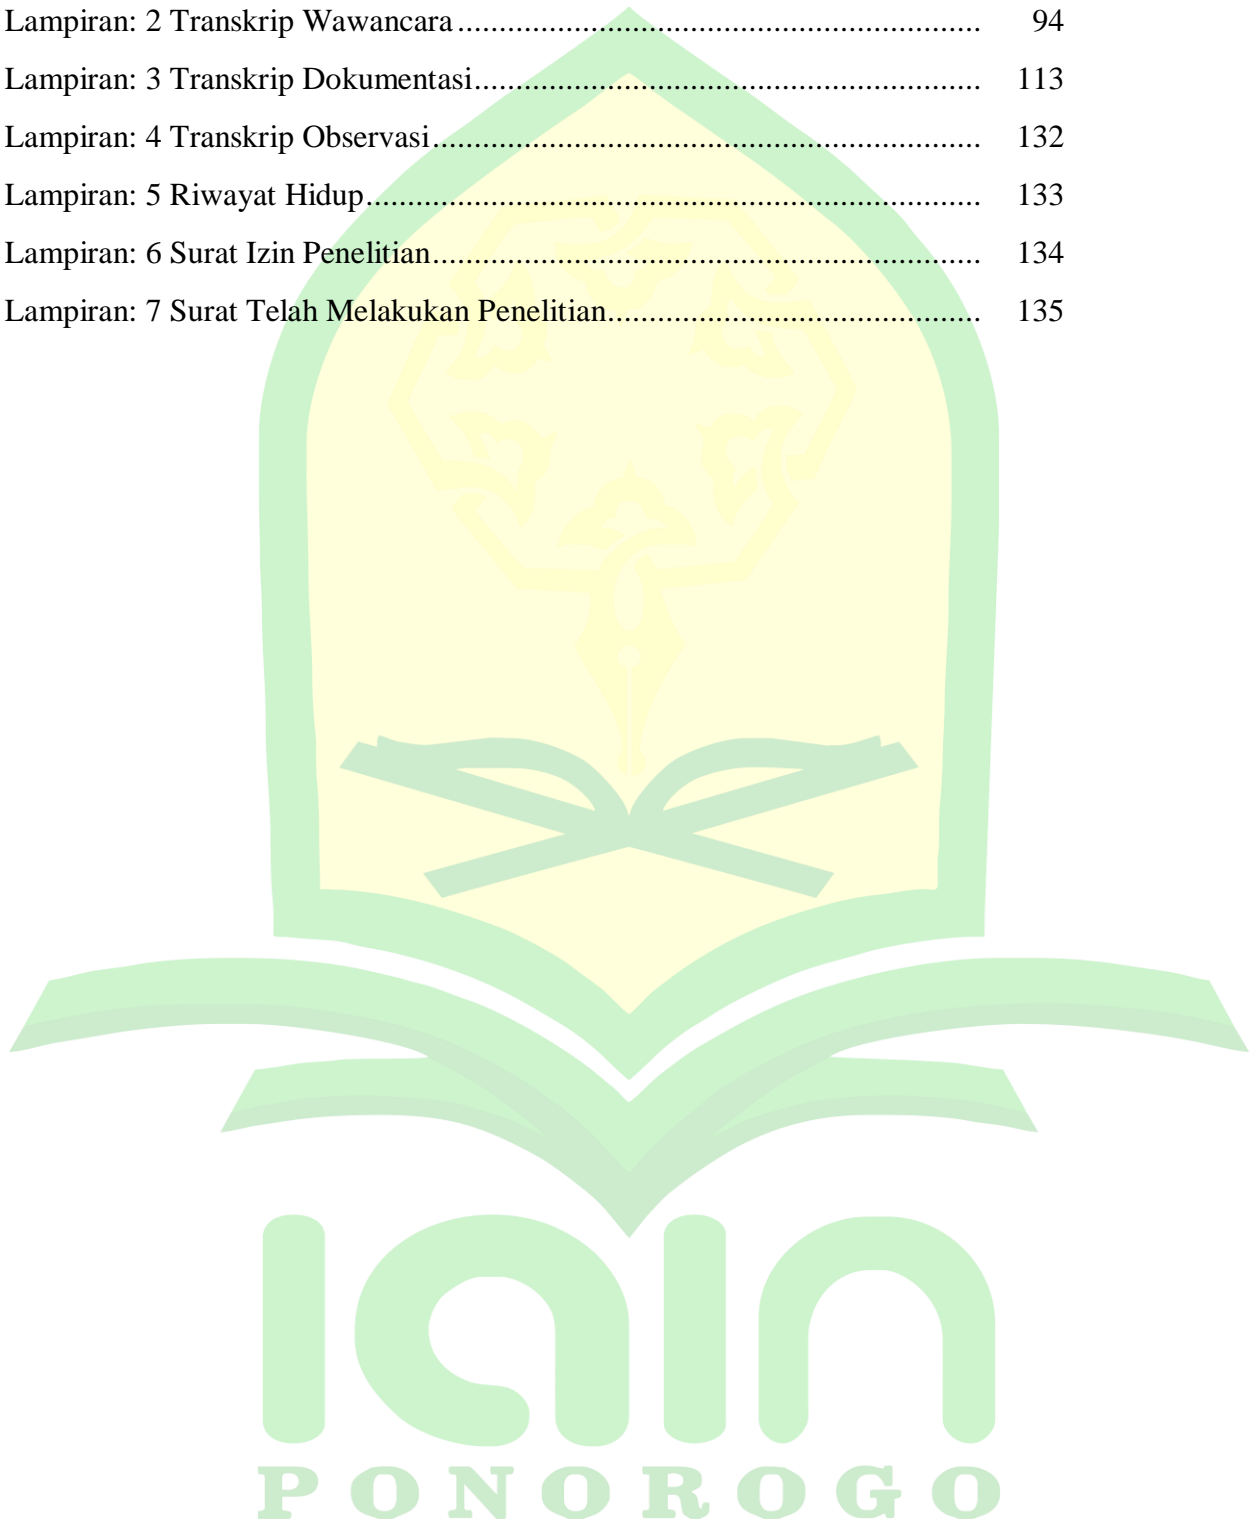 Lampiran: 2 Transkrip Wawancara ................................................................ 94
Lampiran: 3 Transkrip Dokumentasi.............................................................. 113
Lampiran: 4 Transkrip Observasi................................................................... 132
Lampiran: 5 Riwayat Hidup........................................................................... 133
Lampiran: 6 Surat Izin Penelitian................................................................... 134
Lampiran: 7 Surat Telah Melakukan Penelitian.............................................. 135
iain
PONOROGO